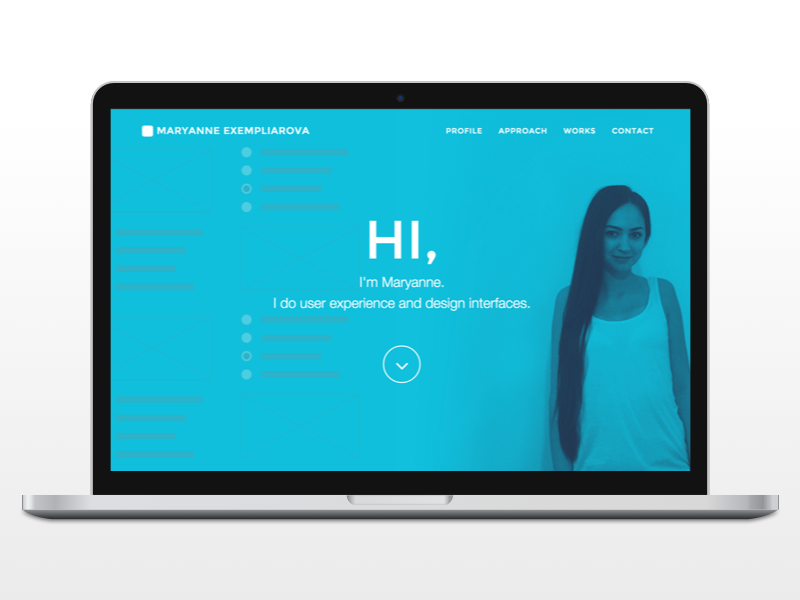 MARYANNE EXEMPLIAROVA
PROFILE APPROACH WORKS CONTACT
HI,
I'm Maryanne.
I do user experience and design interfaces.